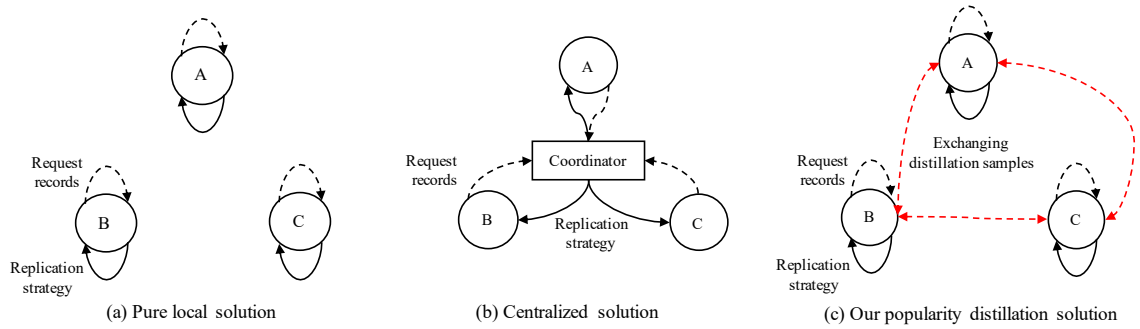 A
Request
records
B
C
Replication
strategy
(a) Pure local solution
A
Coordinator
Request
records
B
C
Replication
strategy
(b) Centralized solution
A
Exchanging
distillation samples
Request
records
B
C
Replication
strategy
(c) Our popularity distillation solution